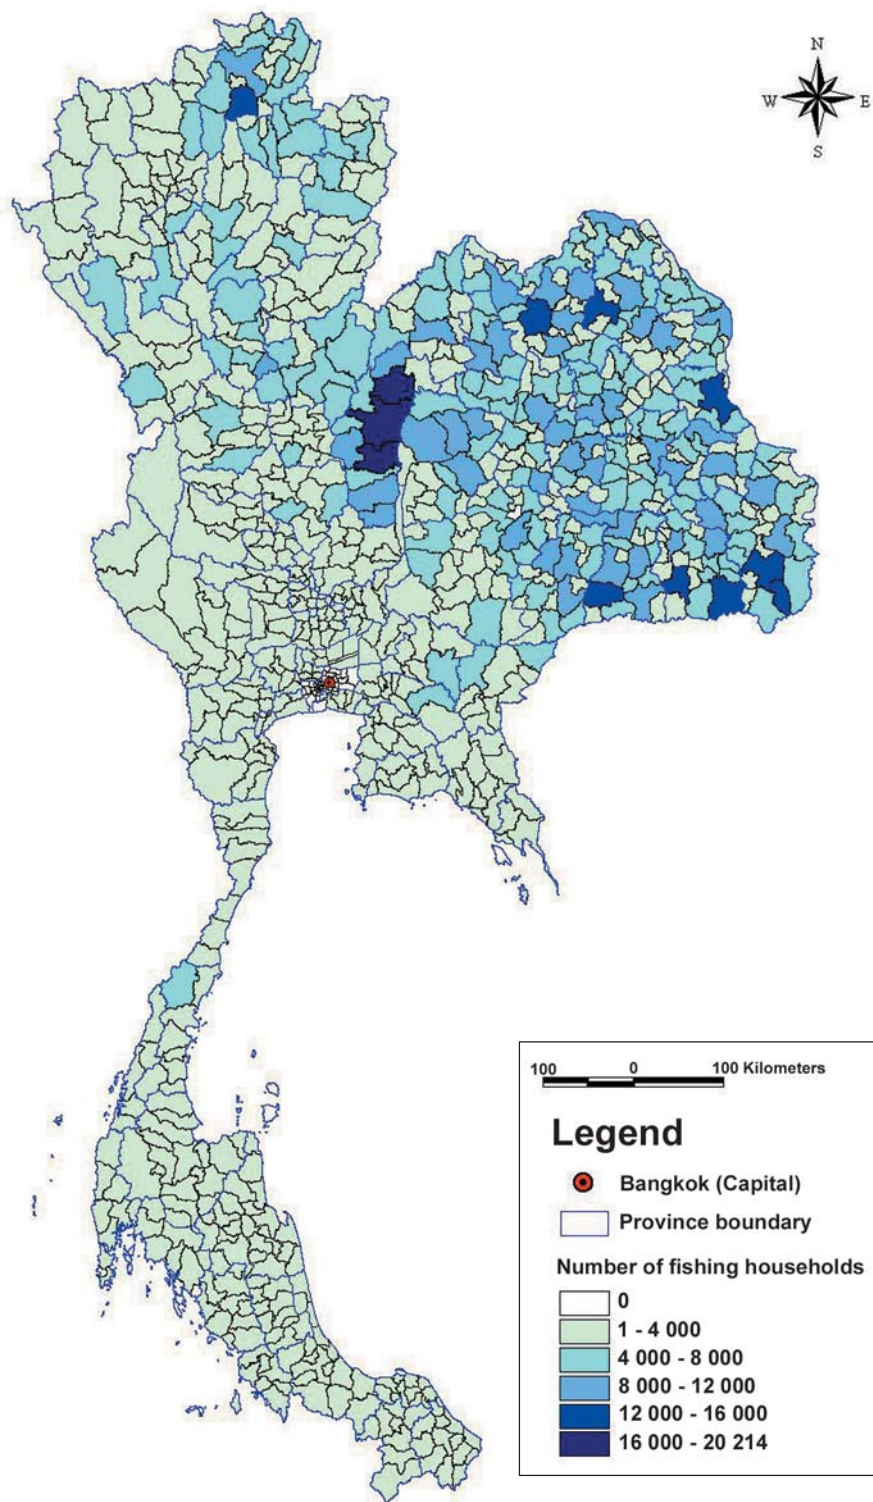 N
W E
S
100 0 100 Kilometers
Legend
Bangkok (Capital)
Province boundary
Number of fishing households
0
1 - 4 000
4 000 - 8 000
8 000 - 12 000
12 000 - 16 000
16 000 - 20 214